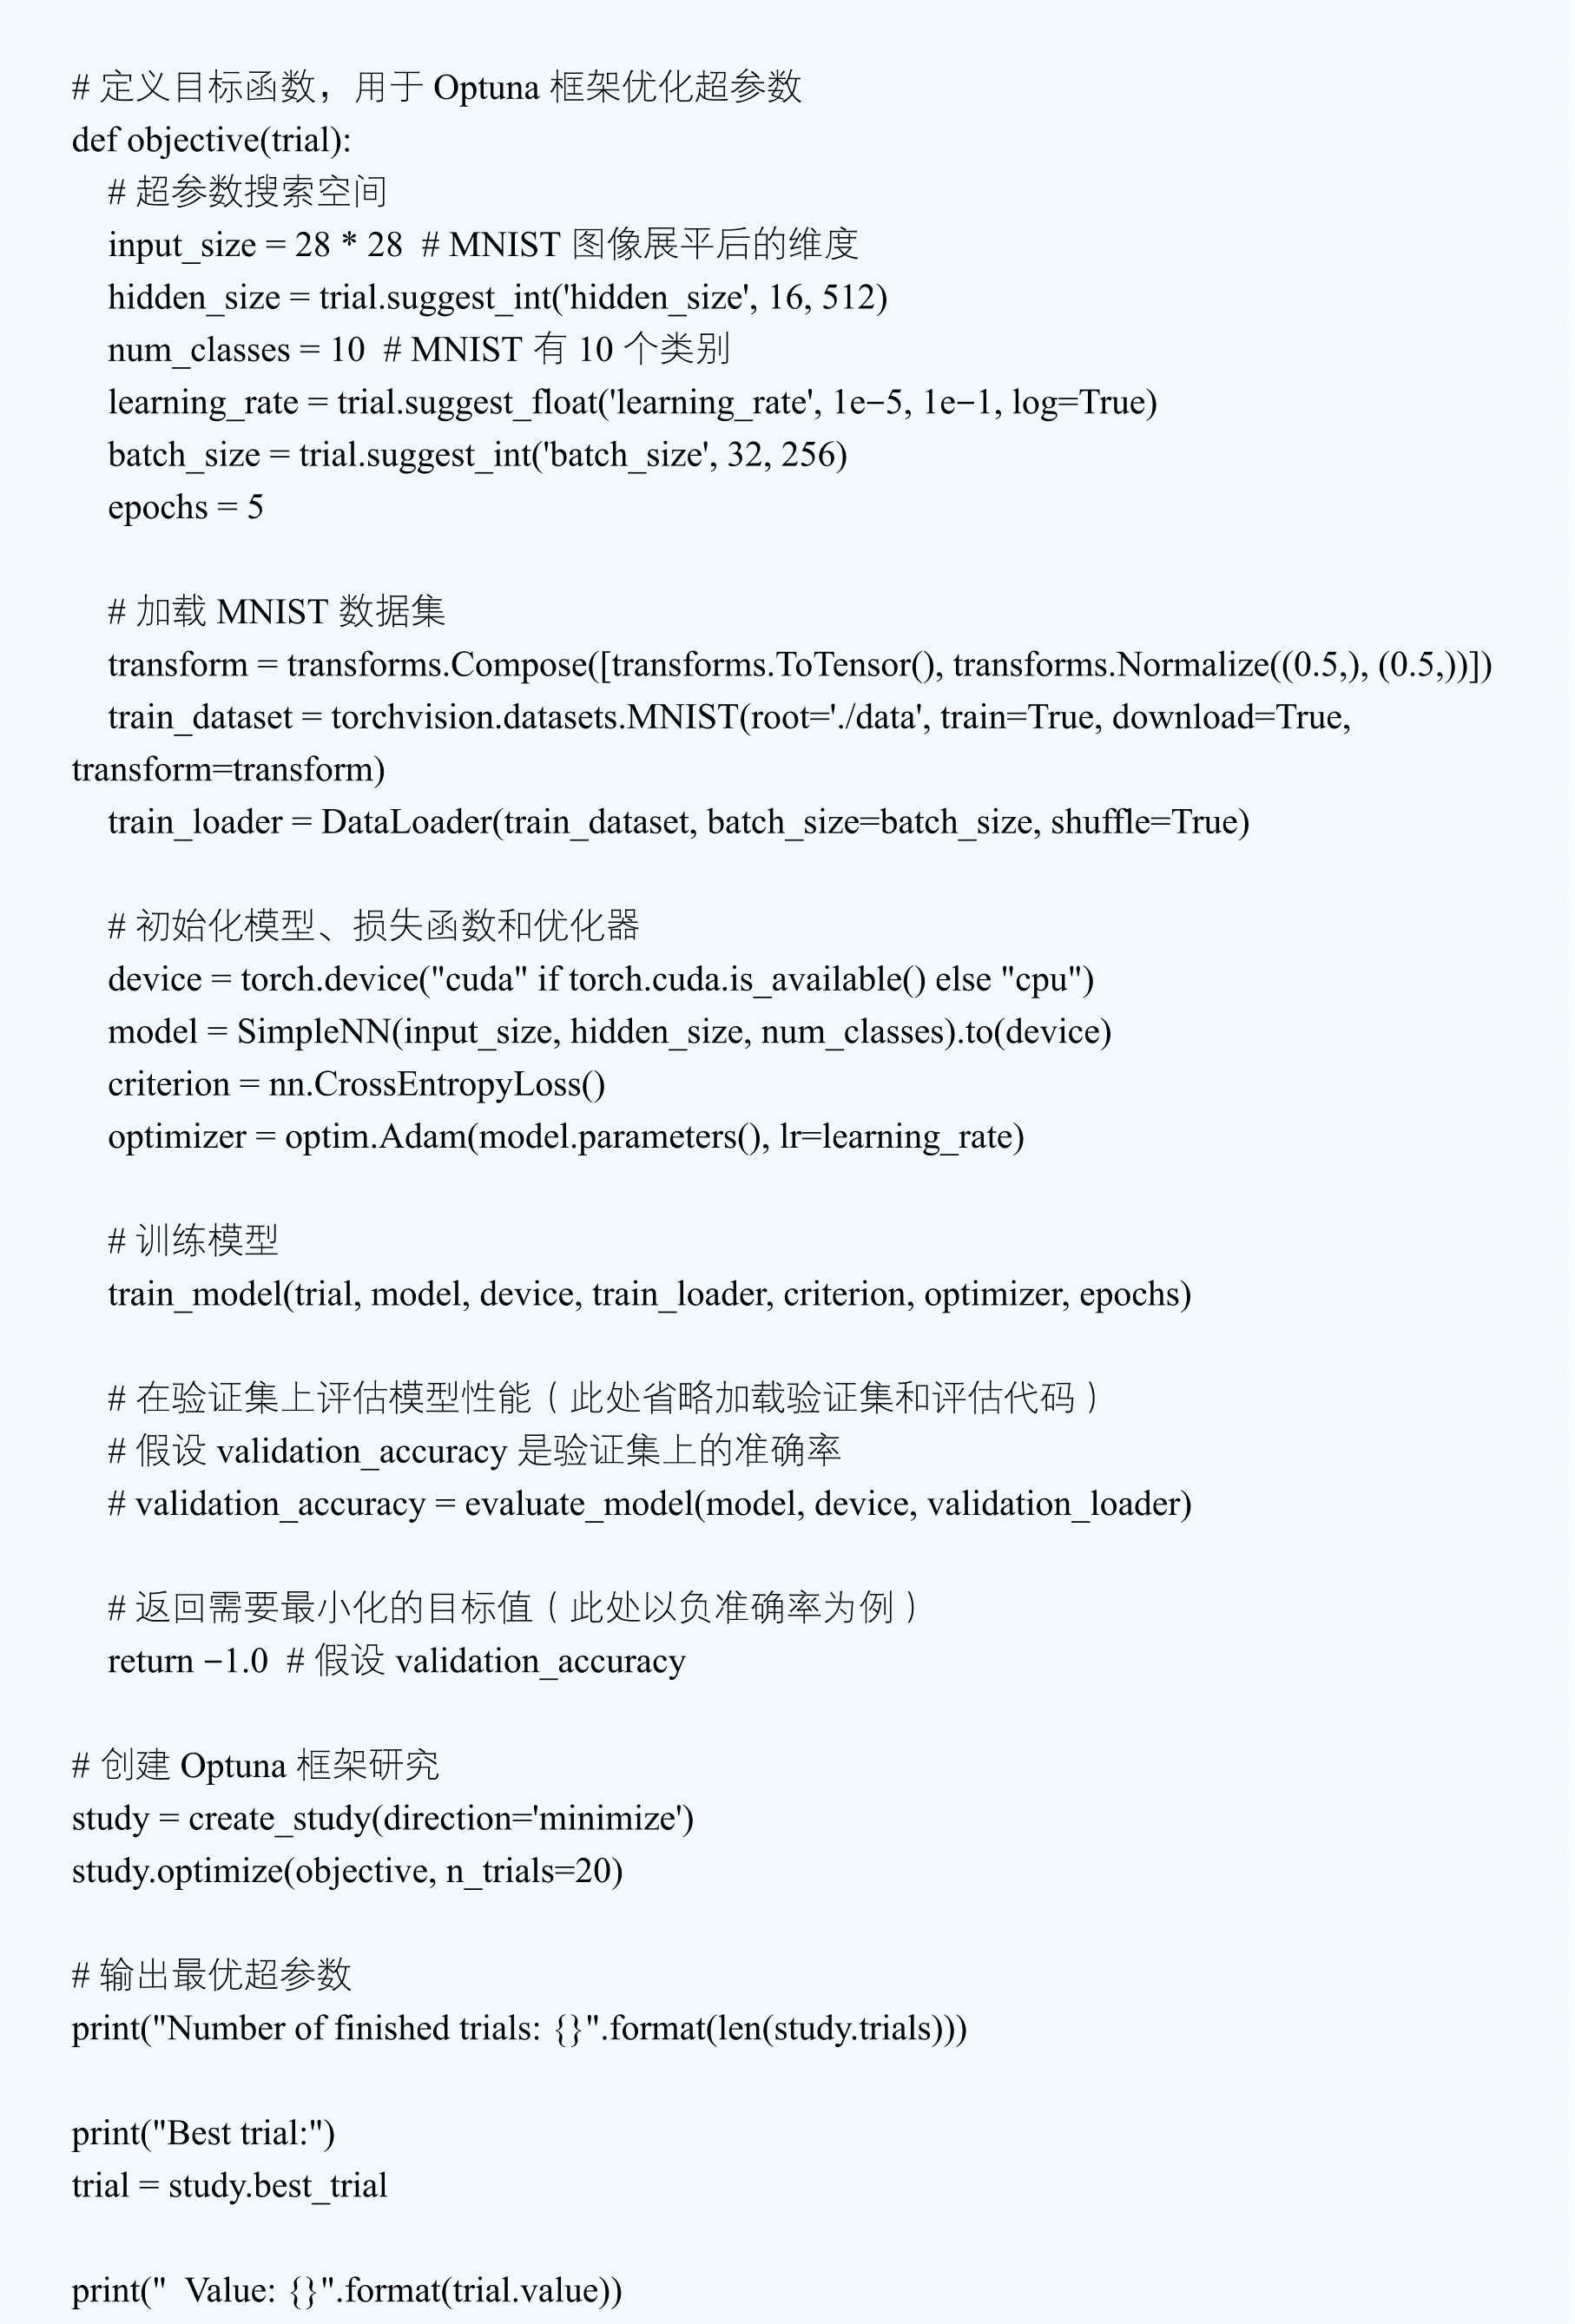 # 定义目标函数，用于 Optuna 框架优化超参数
def objective(trial):
    # 超参数搜索空间
    input_size = 28 * 28  # MNIST 图像展平后的维度
    hidden_size = trial.suggest_int('hidden_size', 16, 512)
    num_classes = 10  # MNIST 有 10 个类别
    learning_rate = trial.suggest_float('learning_rate', 1e−5, 1e−1, log=True)
    batch_size = trial.suggest_int('batch_size', 32, 256)
    epochs = 5

    # 加载 MNIST 数据集
    transform = transforms.Compose([transforms.ToTensor(), transforms.Normalize((0.5,), (0.5,))])
    train_dataset = torchvision.datasets.MNIST(root='./data', train=True, download=True,
transform=transform)
    train_loader = DataLoader(train_dataset, batch_size=batch_size, shuffle=True)

    # 初始化模型、损失函数和优化器
    device = torch.device("cuda" if torch.cuda.is_available() else "cpu")
    model = SimpleNN(input_size, hidden_size, num_classes).to(device)
    criterion = nn.CrossEntropyLoss()
    optimizer = optim.Adam(model.parameters(), lr=learning_rate)

    # 训练模型
    train_model(trial, model, device, train_loader, criterion, optimizer, epochs)

    # 在验证集上评估模型性能（此处省略加载验证集和评估代码）
    # 假设 validation_accuracy 是验证集上的准确率
    # validation_accuracy = evaluate_model(model, device, validation_loader)

    # 返回需要最小化的目标值（此处以负准确率为例）
    return −1.0  # 假设 validation_accuracy

# 创建 Optuna 框架研究
study = create_study(direction='minimize')
study.optimize(objective, n_trials=20)

# 输出最优超参数
print("Number of finished trials: {}".format(len(study.trials)))

print("Best trial:")
trial = study.best_trial

print("  Value: {}".format(trial.value))